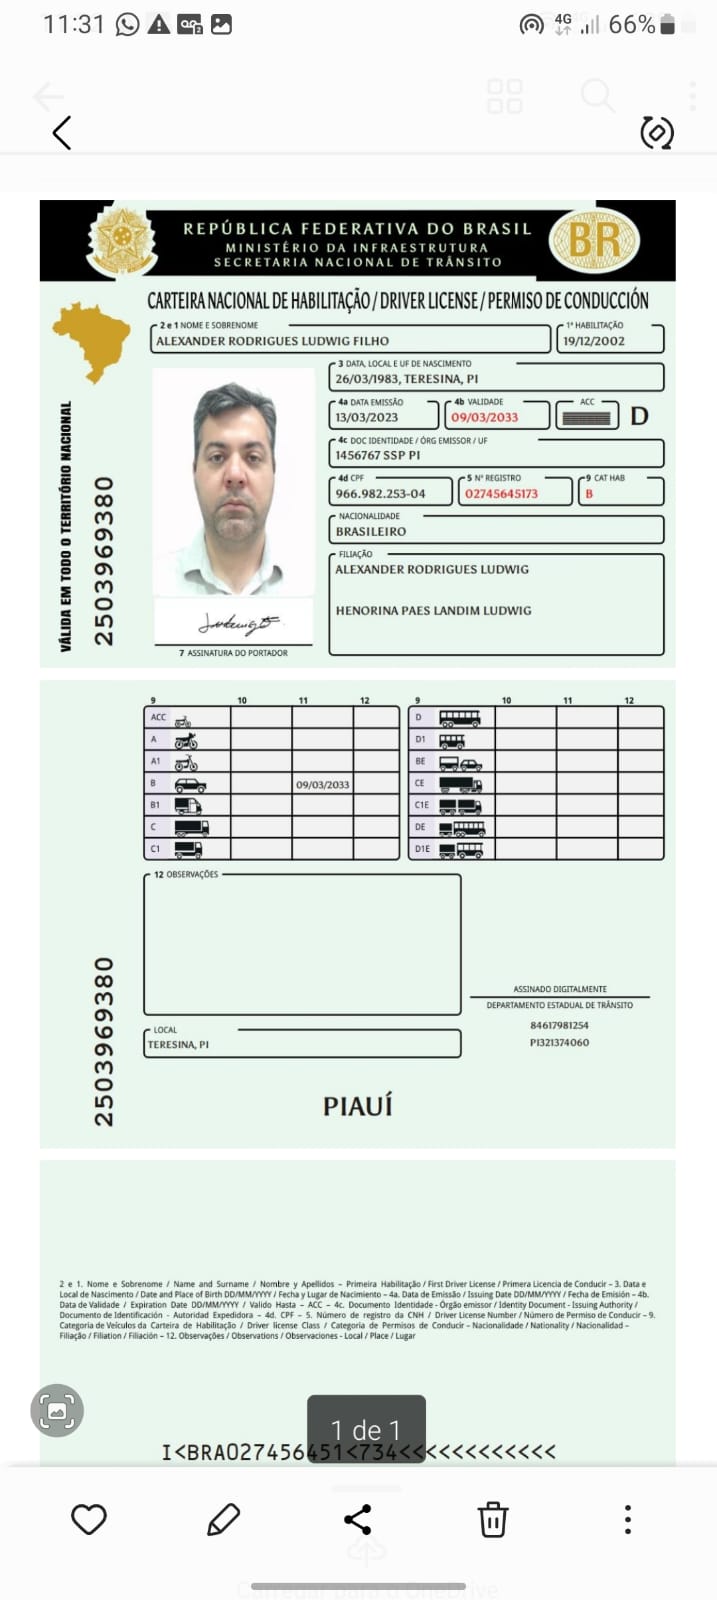 11:31 4G 66%
REPÚBLICA FEDERATIVA DO BRASIL
MINISTÉRIO DA INFRAESTRUTURA
SECRETARIA NACIONAL DE TRÂNSITO
BR
CARTEIRA NACIONAL DE HABILITAÇÃO / DRIVER LICENSE / PERMISO DE CONDUCCIÓN
2 e 1 NOME E SOBRENOME
ALEXANDER RODRIGUES LUDWIG FILHO
1ª HABILITAÇÃO
19/12/2002
3 DATA, LOCAL E UF DE NASCIMENTO
26/03/1983, TERESINA, PI
4a DATA EMISSÃO
13/03/2023
4b VALIDADE
09/03/2033
ACC
D
4c DOC IDENTIDADE / ÓRG EMISSOR / UF
1456767 SSP PI
4d CPF
966.982.253-04
5 Nº REGISTRO
02745645173
9 CAT HAB
B
NACIONALIDADE
BRASILEIRO
FILIAÇÃO
ALEXANDER RODRIGUES LUDWIG
HENORINA PAES LANDIM LUDWIG
7 ASSINATURA DO PORTADOR
VÁLIDA EM TODO O TERRITÓRIO NACIONAL
2503969380
9 10 11 12 9 10 11 12
ACC D
A D1
A1 BE
B 09/03/2033 CE
B1 C1E
C DE
C1 D1E
12 OBSERVAÇÕES
ASSINADO DIGITALMENTE
DEPARTAMENTO ESTADUAL DE TRÂNSITO
84617981254
PI321374060
LOCAL
TERESINA, PI
2503969380
PIAUÍ
2 e 1. Nome e Sobrenome / Name and Surname / Nombre y Apellidos – Primeira Habilitação / First Driver License / Primera Licencia de Conducir – 3. Data e
Local de Nascimento / Date and Place of Birth DD/MM/YYYY / Fecha y Lugar de Nacimiento – 4a. Data de Emissão / Issuing Date DD/MM/YYYY / Fecha de Emisión – 4b.
Data de Validade / Expiration Date DD/MM/YYYY / Valido Hasta – ACC – 4c. Documento Identidade - Órgão emissor / Identity Document - Issuing Authority /
Documento de Identificación - Autoridad Expedidora – 4d. CPF – 5. Número de registro da CNH / Driver License Number / Número de Permiso de Conducir – 9.
Categoria de Veículos da Carteira de Habilitação / Driver license Class / Categoria de Permisos de Conducir – Nacionalidade / Nationality / Nacionalidad –
Filiação / Filiation / Filiación – 12. Observações / Observations / Observaciones - Local / Place / Lugar
1 de 1
I<BRA027456451<734<<<<<<<<<<<<
Carregar para o OneDrive